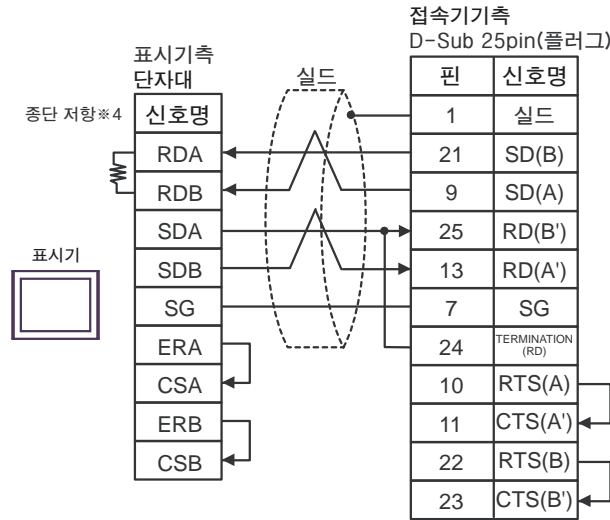 접속기기측
D-Sub 25pin(플러그)
표시기측
단자대
실드
종단 저항※4
신호명
RDA
RDB
SDA
SDB
SG
ERA
CSA
ERB
CSB
표시기
핀 신호명
1 실드
21 SD(B)
9 SD(A)
25 RD(B')
13 RD(A')
7 SG
24 TERMINATION
(RD)
10 RTS(A)
11 CTS(A')
22 RTS(B)
23 CTS(B')